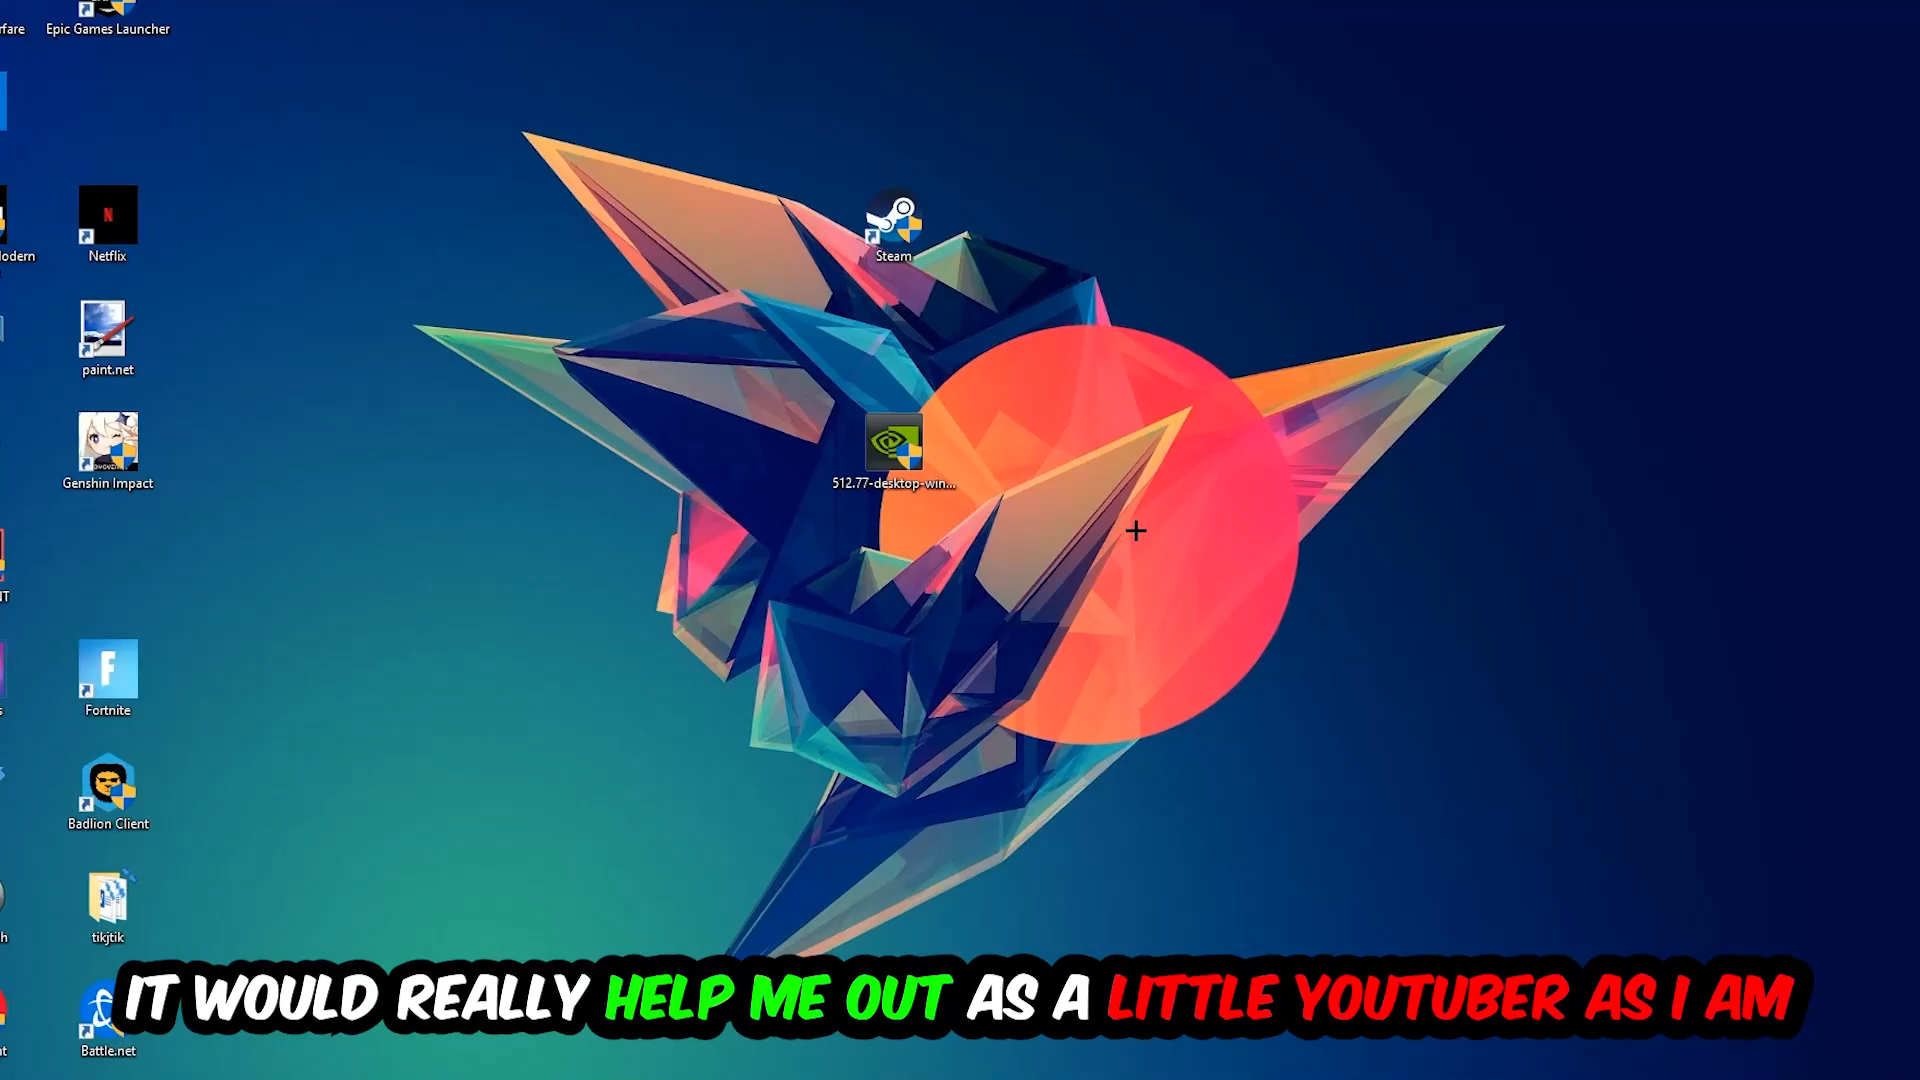 Epic Games Launcher
Netflix
Steam
paint.net
Genshin Impact
512.77-desktop-win...
Fortnite
Badlion Client
tikjtik
IT WOULD REALLY HELP ME OUT AS A LITTLE YOUTUBER AS I AM
Battle.net